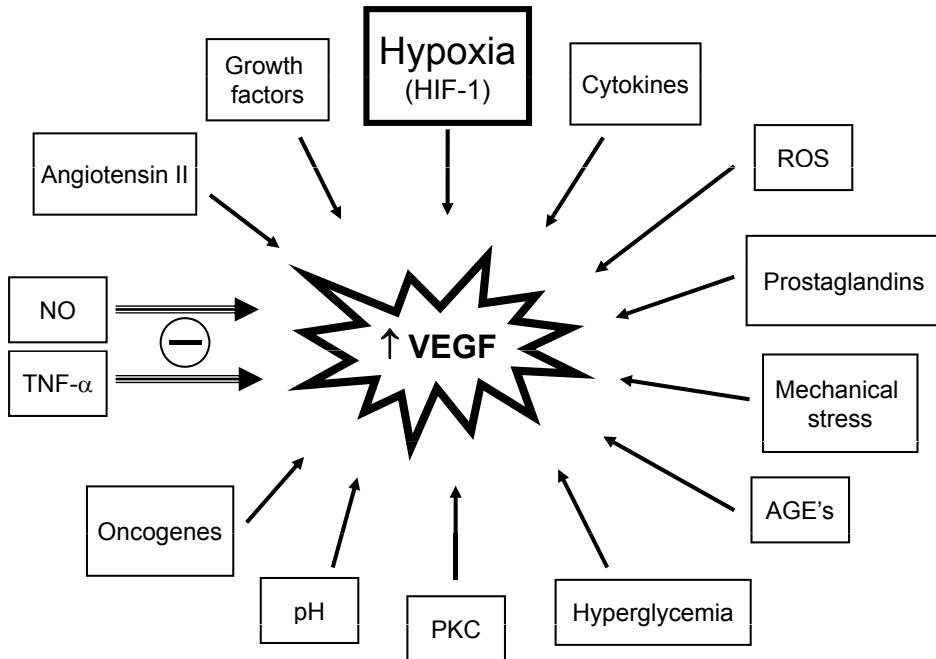 Hypoxia
(HIF-1)
Growth
factors
Cytokines
Angiotensin II
ROS
NO
Prostaglandins
↑ VEGF
TNF-α
Mechanical
stress
Oncogenes
AGE’s
pH
PKC
Hyperglycemia